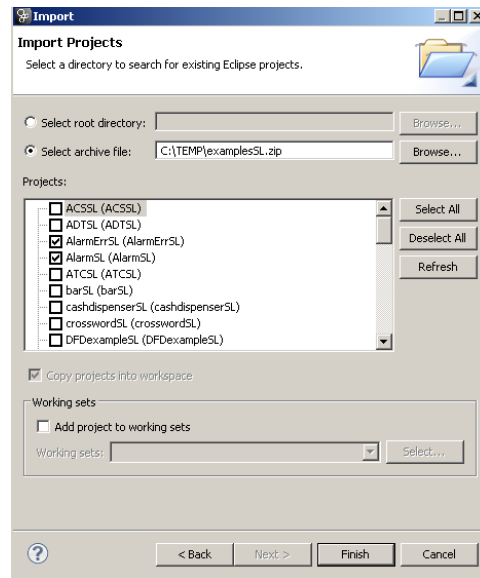 Import
Import Projects
Select a directory to search for existing Eclipse projects.
Select root directory:
Browse...
Select archive file:
C:\TEMP\examplesSL.zip
Browse...
Projects:
ACSSL (ACSSL)
ADTSL (ADTSL)
AlarmErrSL (AlarmErrSL)
AlarmSL (AlarmSL)
ATCSL (ATCSL)
barSL (barSL)
cashdispenserSL (cashdispenserSL)
crosswordSL (crosswordSL)
DFDexampleSL (DFDexampleSL)
Select All
Deselect All
Refresh
Copy projects into workspace
Working sets
Add project to working sets
Working sets:
Select...
?
< Back
Next >
Finish
Cancel